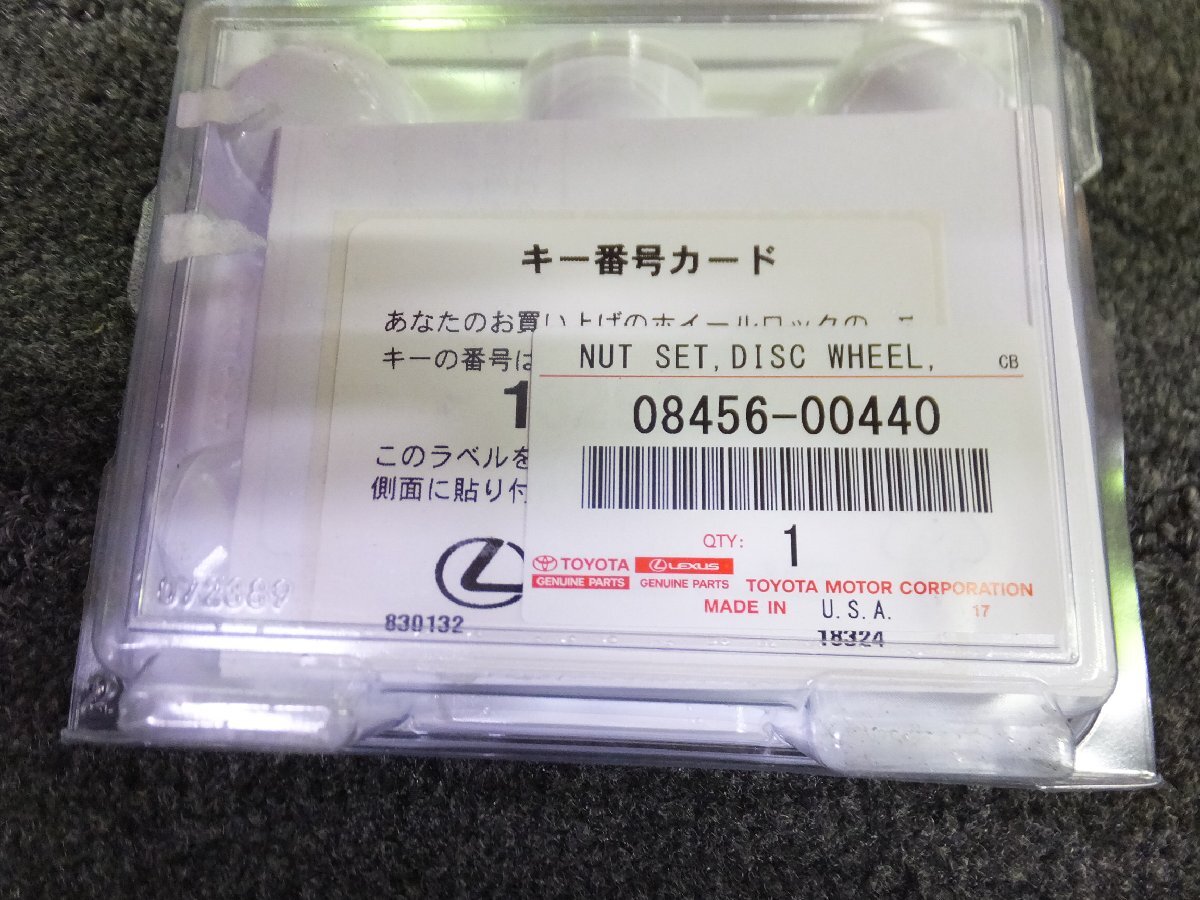 キー番号カード
あなたのお買い上げのホイールロックの、こ
キーの番号は
1
このラベルを
側面に貼り付
NUT SET,DISC WHEEL, CB
08456-00440
QTY: 1
TOYOTA LEXUS
GENUINE PARTS GENUINE PARTS TOYOTA MOTOR CORPORATION
MADE IN U.S.A. 17
830132
18324